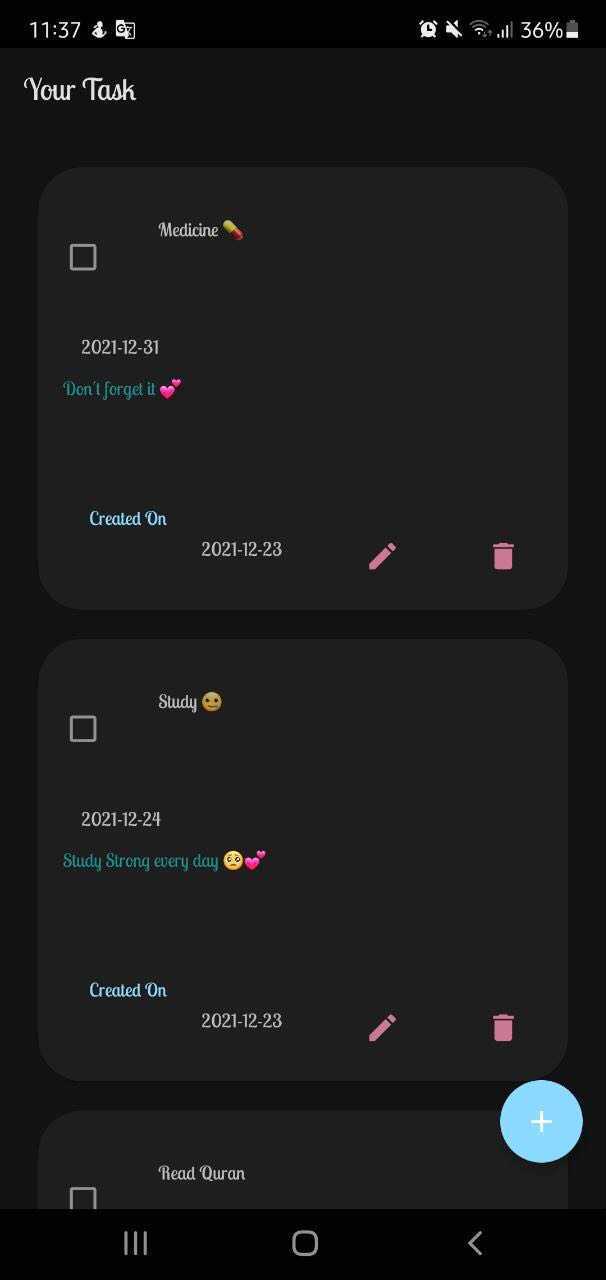 11:37 36%
Your Task
Medicine 💊
2021-12-31
Don't forget it 💕
Created On
2021-12-23
Study 🙂
2021-12-24
Study Strong every day 🥺💕
Created On
2021-12-23
Read Quran